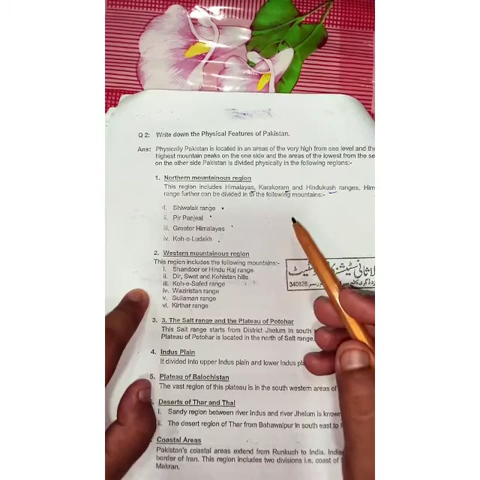 Q 2: Write down the Physical Features of Pakistan.
Ans: Physically Pakistan is located in an areas of the very high from sea level and the
highest mountain peaks on the one side and the areas of the lowest from the se
on the other side Pakistan is divided physically in the following regions:-
1. Northern mountainous region
This region includes Himalayas, Karakoram and Hindukush ranges. Him
range further can be divided in to the following mountains:-
i. Shiwalak range
ii. Pir Panjeal
iii. Greater Himalayas
iv. Koh-e-Ladakh
2. Western mountainous region
This region includes the following mountains:-
i. Shandoor or Hindu Raj range
ii. Dir, Swat and Kohistan hills
iii. Koh-e-Safed range
iv. Waziristan range
v. Sulaman range
vi. Kirthar range
340826
3. 3. The Salt range and the Plateau of Potohar
This Salt range starts from District Jhelum in south
Plateau of Potohar is located in the north of Salt range.
4. Indus Plain
It divided into upper Indus plain and lower Indus pla
5. Plateau of Balochistan
The vast region of this plateau is in the south western areas of
Deserts of Thar and Thal
i. Sandy region between river Indus and river Jhelum is known
ii. The desert region of Thar from Bahawalpur in south east to
Coastal Areas
Pakistan's coastal areas extend from Runkuch to India. Indie
border of Iran. This region includes two divisions i.e. coast of
Makran.